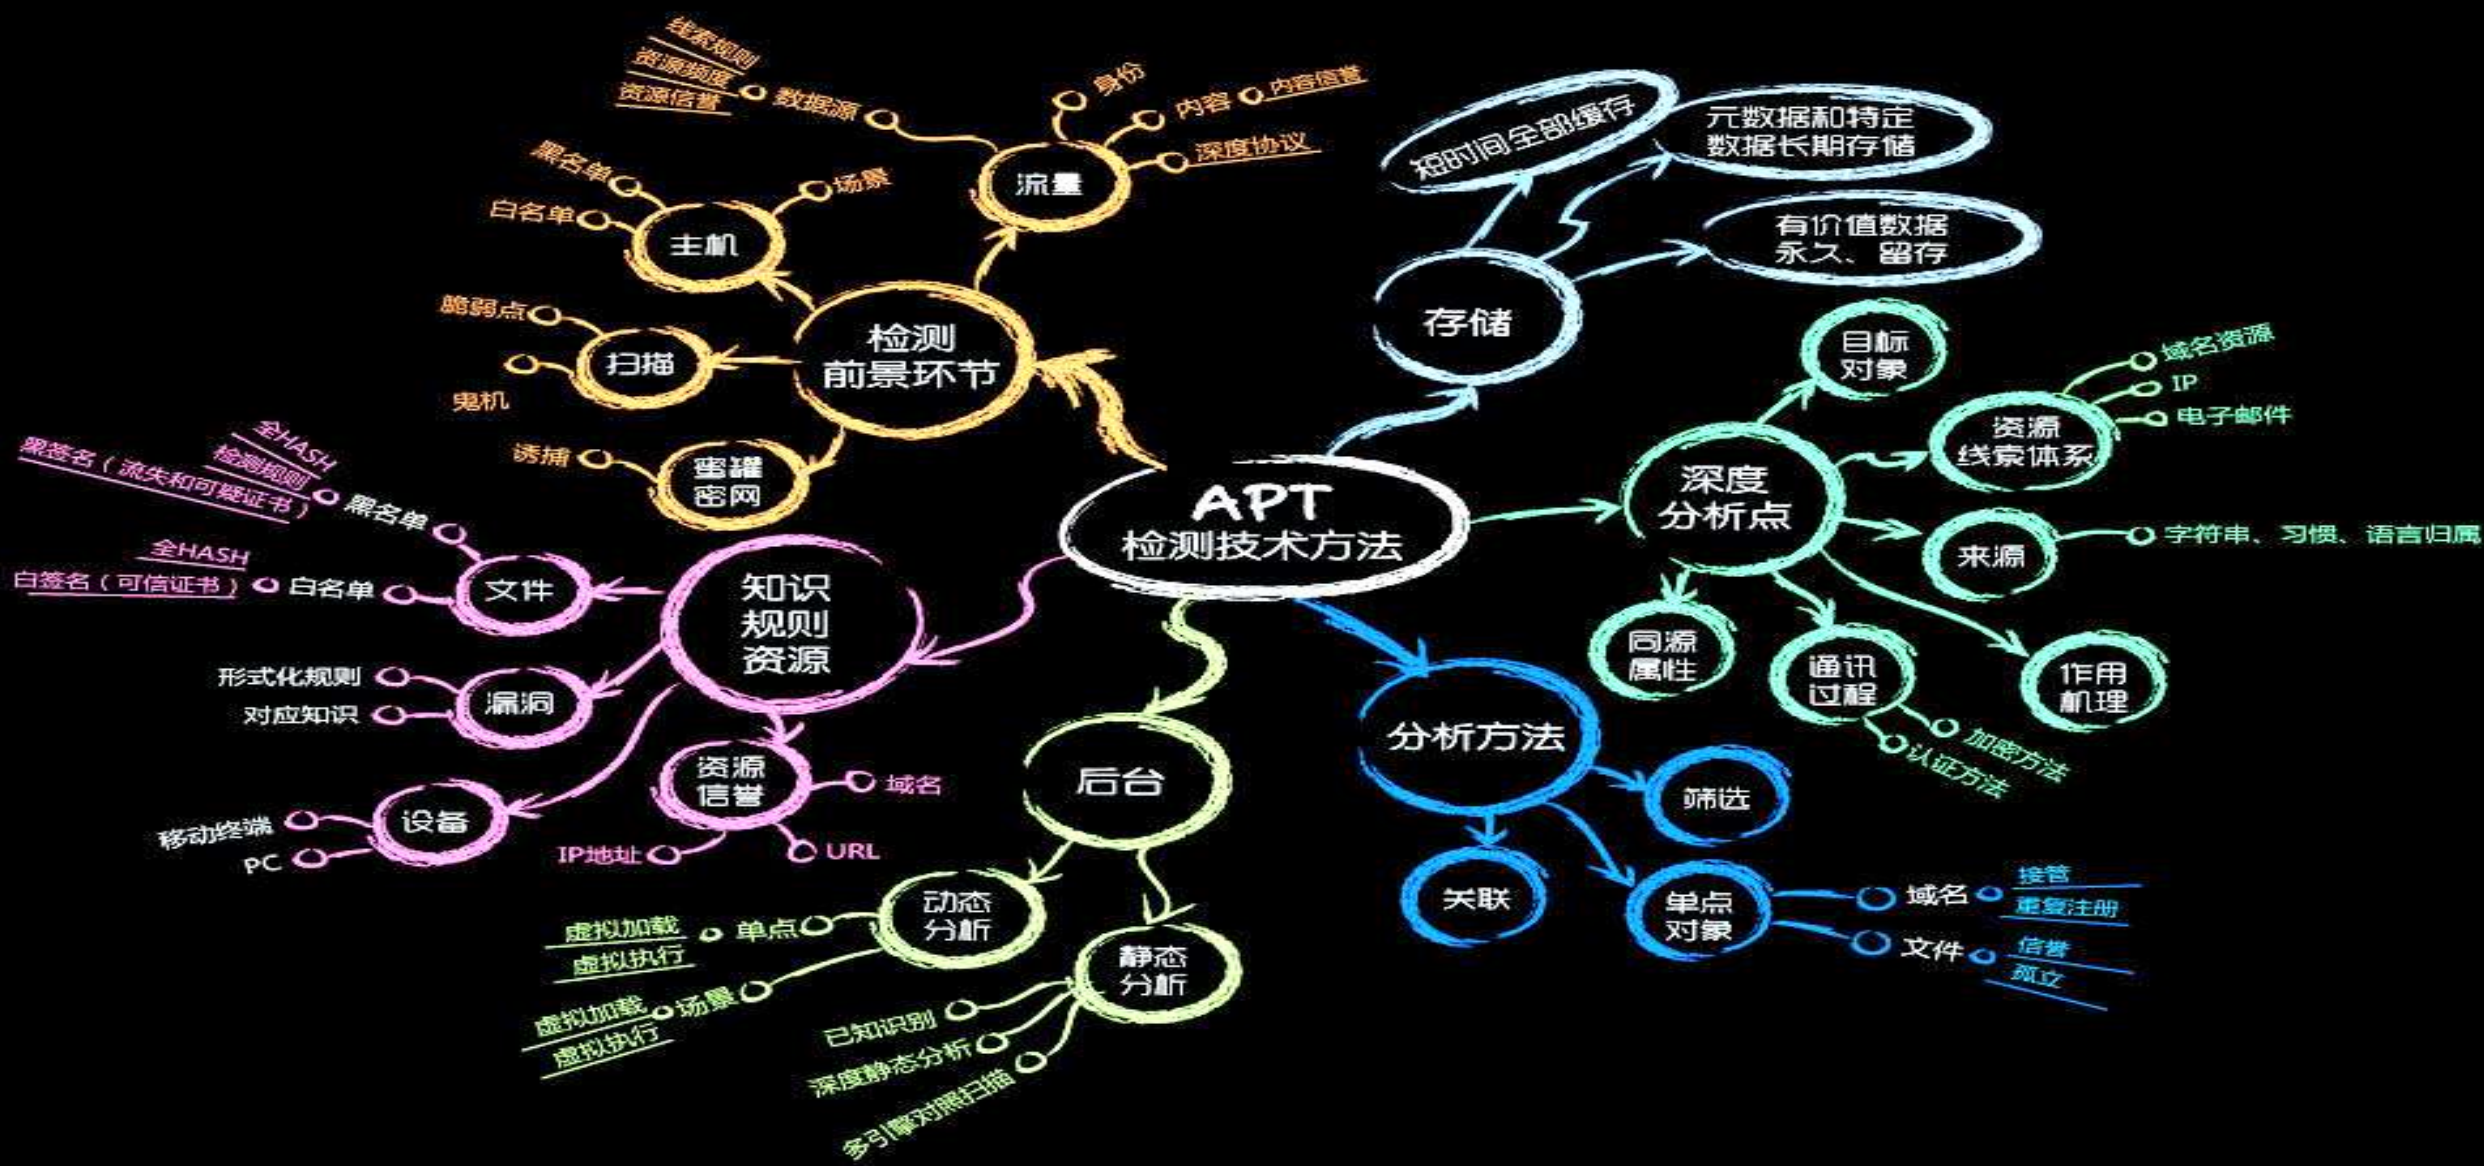 APT
检测技术方法
检测
前景环节
流量
数据源
线索规则
资源频度
资源信誉
身份
内容
内容信誉
深度协议
主机
黑名单
白名单
场景
扫描
脆弱点
鬼机
蜜罐
密网
诱捕
存储
短时间全部缓存
元数据和特定
数据长期存储
有价值数据
永久、留存
深度
分析点
目标
对象
资源
线索体系
域名资源
IP
电子邮件
来源
字符串、习惯、语言归属
作用
机理
通讯
过程
加密方法
认证方法
同源
属性
分析方法
筛选
单点
对象
域名
接管
重复注册
文件
信誉
孤立
关联
后台
动态
分析
单点
虚拟加载
虚拟执行
场景
虚拟加载
虚拟执行
静态
分析
已知识别
深度静态分析
多引擎对照扫描
知识
规则
资源
文件
黑名单
全HASH
检测规则
黑签名（流失和可疑证书）
白名单
全HASH
白签名（可信证书）
漏洞
形式化规则
对应知识
设备
移动终端
PC
资源
信誉
域名
URL
IP地址